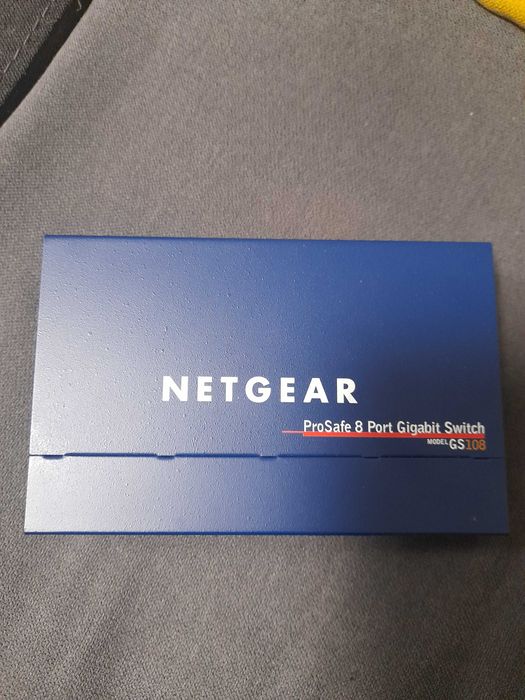 NETGEAR
ProSafe 8 Port Gigabit Switch
MODEL GS108